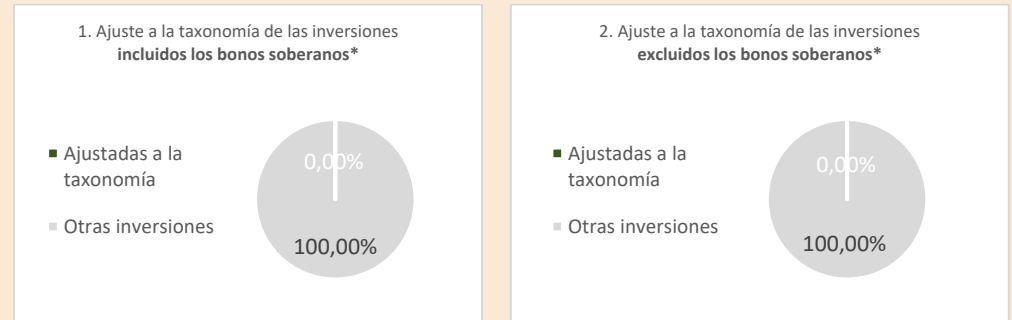 1. Ajuste a la taxonomía de las inversiones
incluidos los bonos soberanos*
Ajustadas a la
taxonomía
Otras inversiones
0,00%
100,00%
2. Ajuste a la taxonomía de las inversiones
excluidos los bonos soberanos*
Ajustadas a la
taxonomía
Otras inversiones
0,00%
100,00%